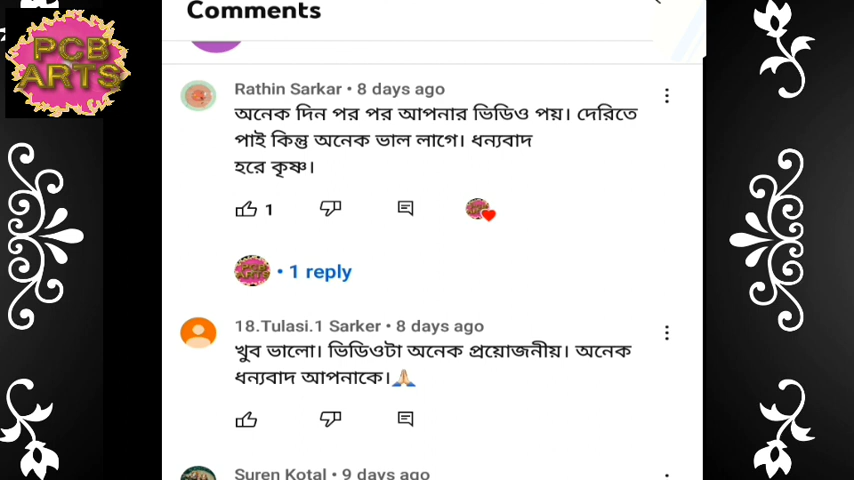 Comments
PCB
ARTS
Rathin Sarkar • 8 days ago
অনেক দিন পর পর আপনার ভিডিও পয়। দেরিতে
পাই কিন্তু অনেক ভাল লাগে। ধন্যবাদ
হরে কৃষ্ণ।
1
• 1 reply
18.Tulasi.1 Sarker • 8 days ago
খুব ভালো। ভিডিওটা অনেক প্রয়োজনীয়। অনেক
ধন্যবাদ আপনাকে।🙏🏻
Suren Kotal • 9 days ago